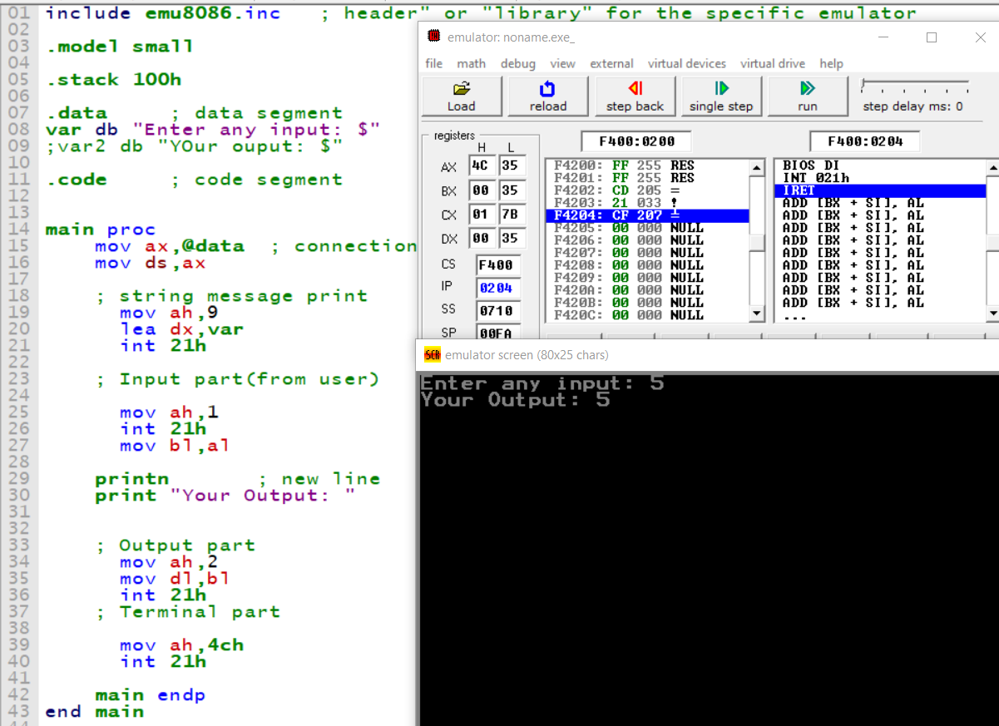 01 include emu8086.inc ; header" or "library" for the specific emulator
02
03 .model small
04
05 .stack 100h
06
07 .data ; data segment
08 var db "Enter any input: $"
09 ;var2 db "YOur ouput: $"
10
11 .code ; code segment
12
13
14 main proc
15 mov ax,@data ; connection
16 mov ds,ax
17
18 ; string message print
19 mov ah,9
20 lea dx,var
21 int 21h
22
23 ; Input part(from user)
24
25 mov ah,1
26 int 21h
27 mov bl,al
28
29 printn ; new line
30 print "Your Output: "
31
32
33 ; Output part
34 mov ah,2
35 mov dl,bl
36 int 21h
37 ; Terminal part
38
39 mov ah,4ch
40 int 21h
41
42 main endp
43 end main
emulator: noname.exe_
file math debug view external virtual devices virtual drive help
Load reload step back single step run step delay ms: 0
registers
H L
AX 4C 35
BX 00 35
CX 01 7B
DX 00 35
CS F400
IP 0204
SS 0710
SP 00FA
F400:0200
F4200: FF 255 RES
F4201: FF 255 RES
F4202: CD 205 =
F4203: 21 033 !
F4204: CF 207 ╧
F4205: 00 000 NULL
F4206: 00 000 NULL
F4207: 00 000 NULL
F4208: 00 000 NULL
F4209: 00 000 NULL
F420A: 00 000 NULL
F420B: 00 000 NULL
F420C: 00 000 NULL
F400:0204
BIOS DI
INT 021h
IRET
ADD [BX + SI], AL
ADD [BX + SI], AL
ADD [BX + SI], AL
ADD [BX + SI], AL
ADD [BX + SI], AL
ADD [BX + SI], AL
ADD [BX + SI], AL
ADD [BX + SI], AL
ADD [BX + SI], AL
...
SCR emulator screen (80x25 chars)
Enter any input: 5
Your Output: 5